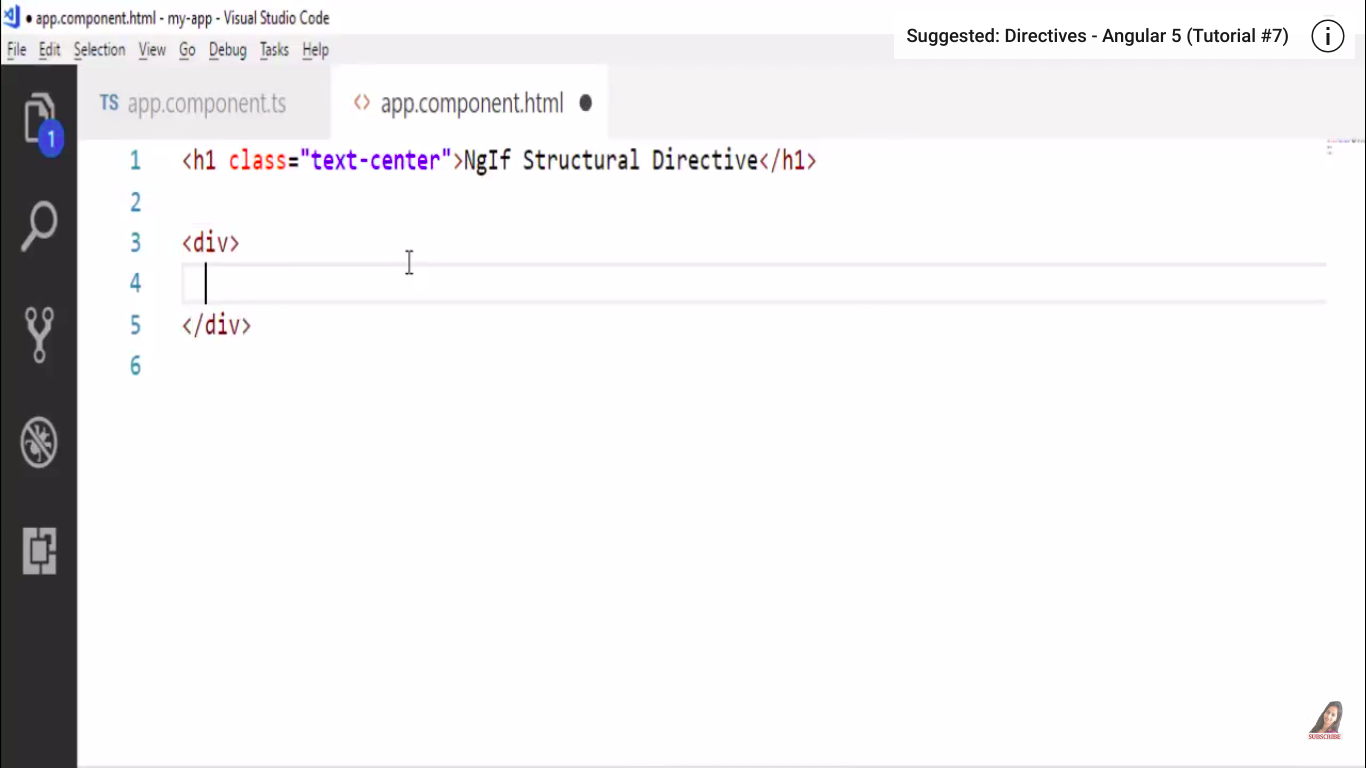 ● app.component.html - my-app - Visual Studio Code
File Edit Selection View Go Debug Tasks Help
Suggested: Directives - Angular 5 (Tutorial #7) i
TS app.component.ts <> app.component.html ●
1
1 <h1 class="text-center">NgIf Structural Directive</h1>
2
3 <div>
4
5 </div>
6
SUBSCRIBE